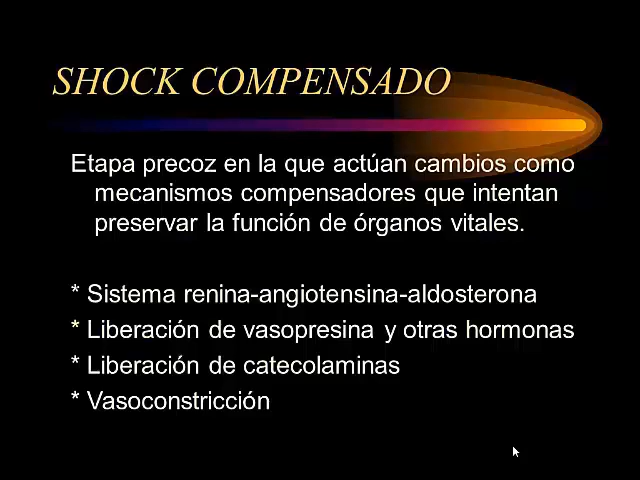 SHOCK COMPENSADO
Etapa precoz en la que actúan cambios como
mecanismos compensadores que intentan
preservar la función de órganos vitales.
* Sistema renina-angiotensina-aldosterona
* Liberación de vasopresina y otras hormonas
* Liberación de catecolaminas
* Vasoconstricción